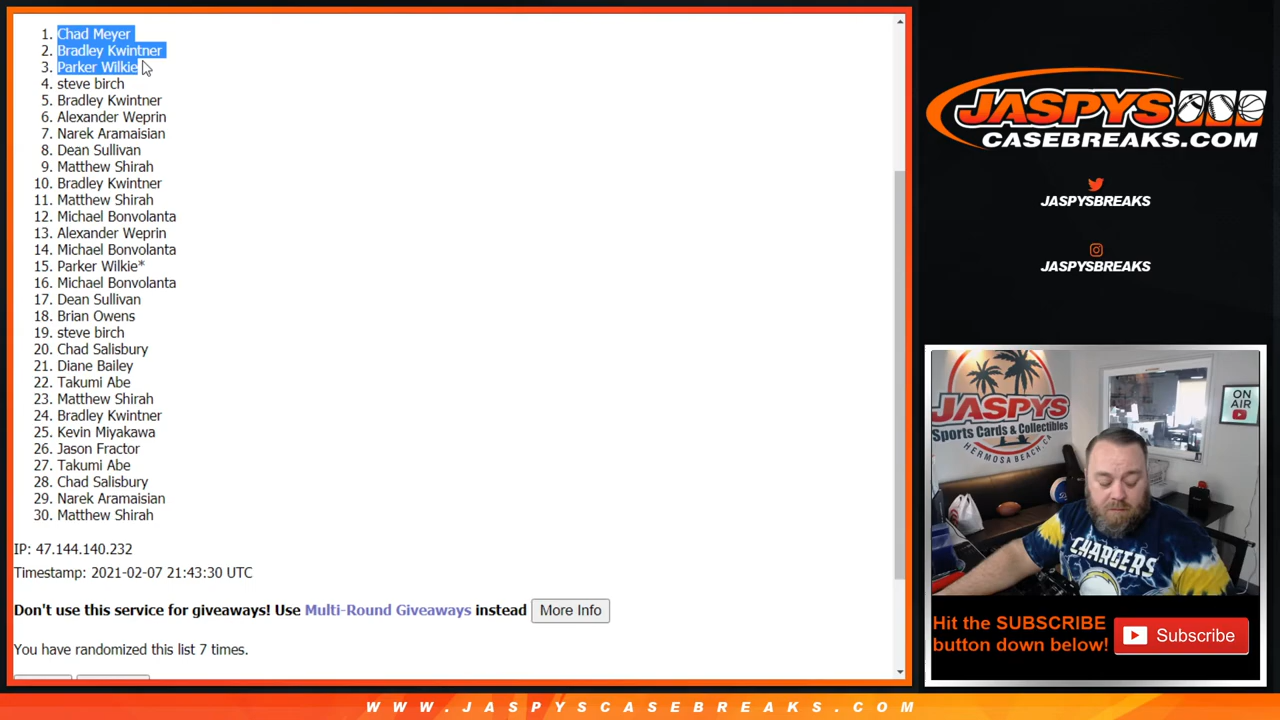 1. Chad Meyer
2. Bradley Kwintner
3. Parker Wilkie
4. steve birch
5. Bradley Kwintner
6. Alexander Weprin
7. Narek Aramaisian
8. Dean Sullivan
9. Matthew Shirah
10. Bradley Kwintner
11. Matthew Shirah
12. Michael Bonvolanta
13. Alexander Weprin
14. Michael Bonvolanta
15. Parker Wilkie*
16. Michael Bonvolanta
17. Dean Sullivan
18. Brian Owens
19. steve birch
20. Chad Salisbury
21. Diane Bailey
22. Takumi Abe
23. Matthew Shirah
24. Bradley Kwintner
25. Kevin Miyakawa
26. Jason Fractor
27. Takumi Abe
28. Chad Salisbury
29. Narek Aramaisian
30. Matthew Shirah
IP: 47.144.140.232
Timestamp: 2021-02-07 21:43:30 UTC
Don't use this service for giveaways! Use Multi-Round Giveaways instead More Info
You have randomized this list 7 times.
JASPYS
CASEBREAKS.COM
JASPYSBREAKS
JASPYSBREAKS
JASPYS
Sports Cards & Collectibles
HERMOSA BEACH, CA
ON
AIR
CHARGERS
Hit the SUBSCRIBE
button down below!
Subscribe
WWW.JASPYSCASEBREAKS.COM